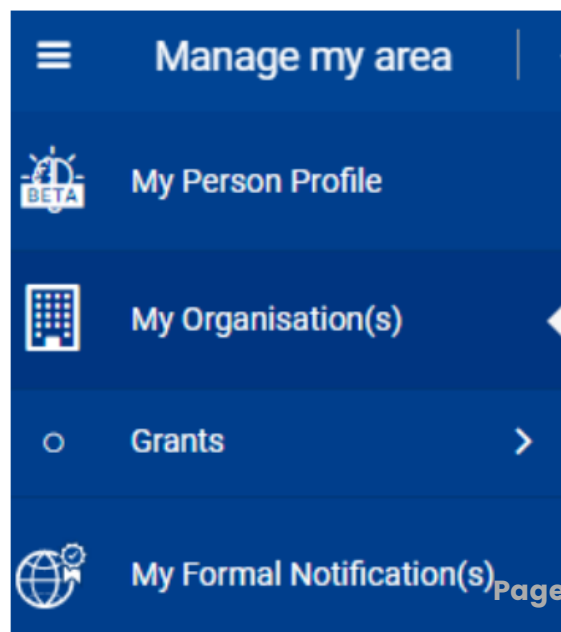 Manage my area
My Person Profile
BETA
My Organisation(s)
Grants
My Formal Notification(s)
Page